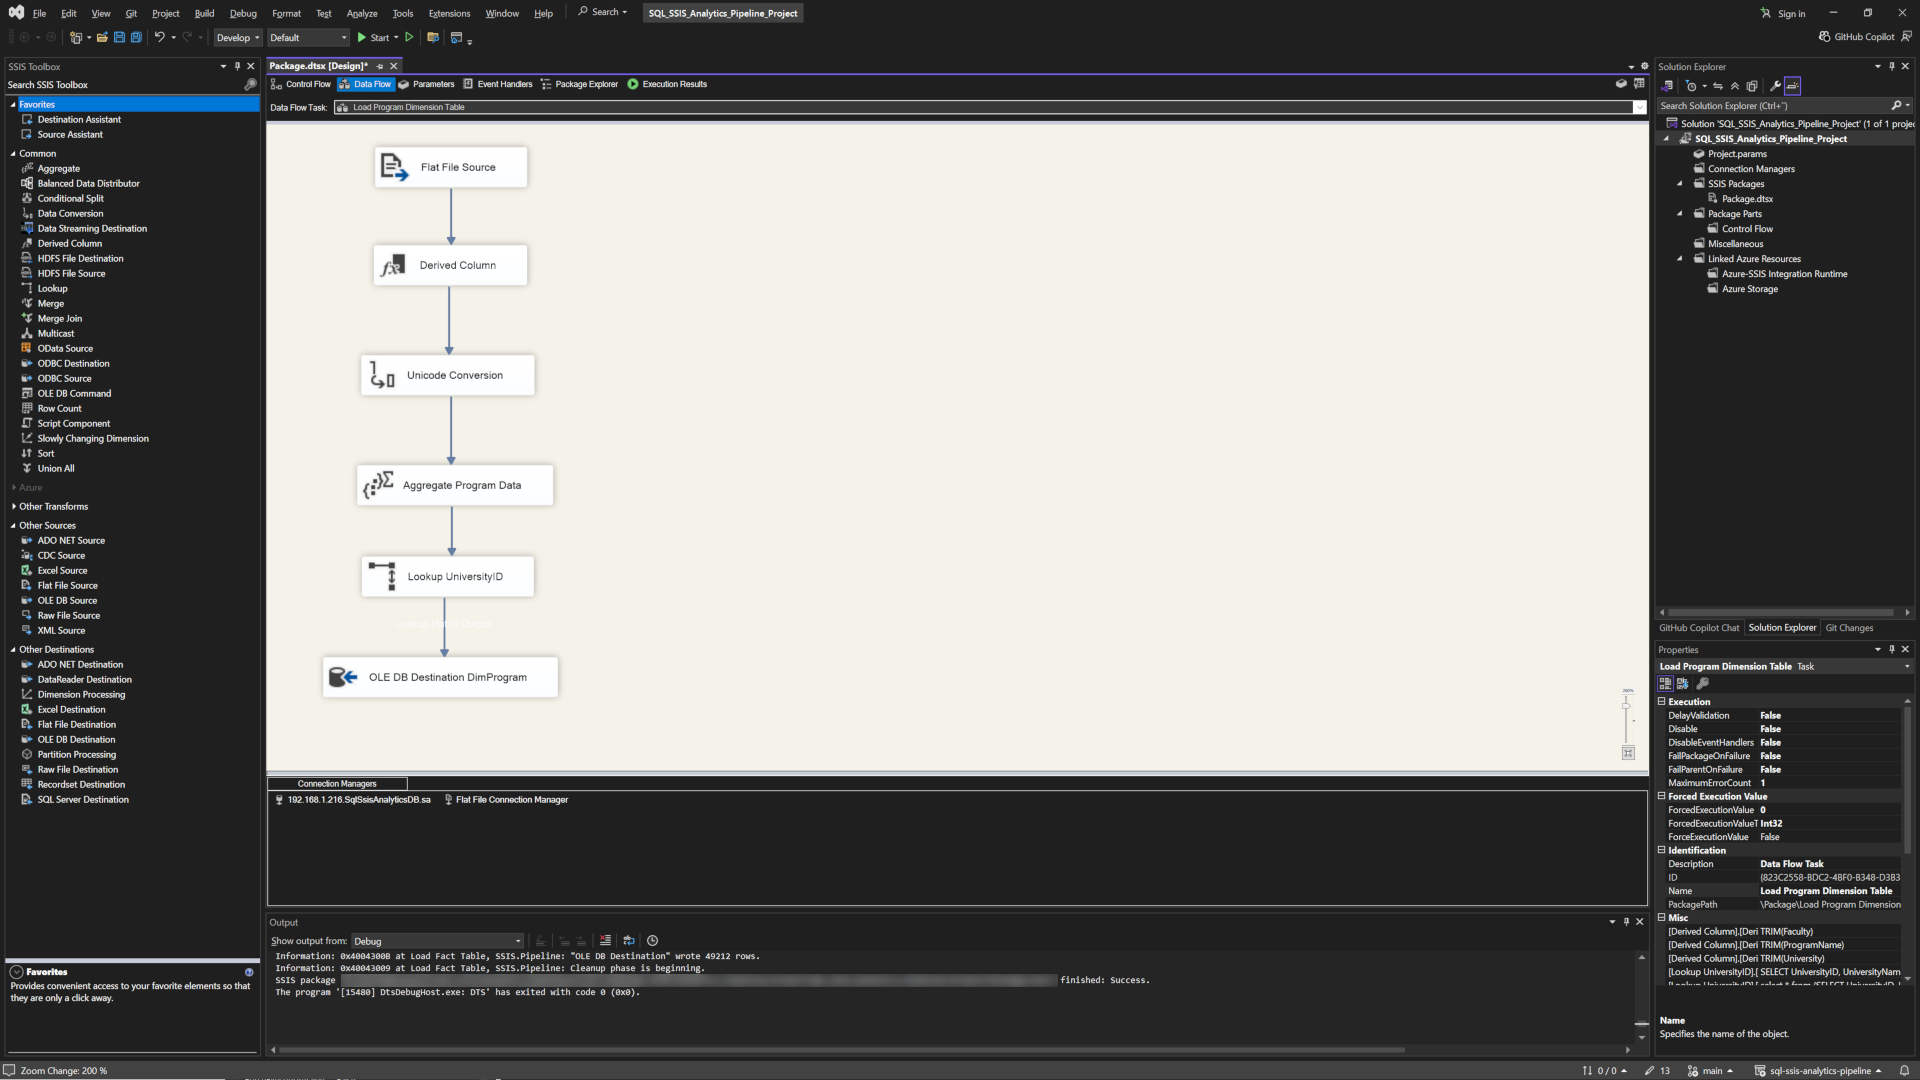 File Edit View Git Project Build Debug Format Test Analyze Tools Extensions Window Help Search SQL_SSIS_Analytics_Pipeline_Project Sign in
Develop Default Start GitHub Copilot
SSIS Toolbox
Search SSIS Toolbox
Favorites
Destination Assistant
Source Assistant
Common
Aggregate
Balanced Data Distributor
Conditional Split
Data Conversion
Data Streaming Destination
Derived Column
HDFS File Destination
HDFS File Source
Lookup
Merge
Merge Join
Multicast
OData Source
ODBC Destination
ODBC Source
OLE DB Command
Row Count
Script Component
Slowly Changing Dimension
Sort
Union All
Azure
Other Transforms
Other Sources
ADO NET Source
CDC Source
Excel Source
Flat File Source
OLE DB Source
Raw File Source
XML Source
Other Destinations
ADO NET Destination
DataReader Destination
Dimension Processing
Excel Destination
Flat File Destination
OLE DB Destination
Partition Processing
Raw File Destination
Recordset Destination
SQL Server Destination
Favorites
Provides convenient access to your favorite elements so that
they are only a click away.
Package.dtsx [Design]*
Control Flow Data Flow Parameters Event Handlers Package Explorer Execution Results
Data Flow Task: Load Program Dimension Table
Flat File Source
Derived Column
Unicode Conversion
Aggregate Program Data
Lookup UniversityID
OLE DB Destination DimProgram
200%
Connection Managers
192.168.1.216.SqlSsisAnalyticsDB.sa Flat File Connection Manager
Output
Show output from: Debug
Information: 0x4004300B at Load Fact Table, SSIS.Pipeline: "OLE DB Destination" wrote 49212 rows.
Information: 0x40043009 at Load Fact Table, SSIS.Pipeline: Cleanup phase is beginning.
SSIS package finished: Success.
The program '[15480] DtsDebugHost.exe: DTS' has exited with code 0 (0x0).
Solution Explorer
Search Solution Explorer (Ctrl+¨)
Solution 'SQL_SSIS_Analytics_Pipeline_Project' (1 of 1 projec
SQL_SSIS_Analytics_Pipeline_Project
Project.params
Connection Managers
SSIS Packages
Package.dtsx
Package Parts
Control Flow
Miscellaneous
Linked Azure Resources
Azure-SSIS Integration Runtime
Azure Storage
GitHub Copilot Chat Solution Explorer Git Changes
Properties
Load Program Dimension Table Task
Execution
DelayValidation False
Disable False
DisableEventHandlers False
FailPackageOnFailure False
FailParentOnFailure False
MaximumErrorCount 1
Forced Execution Value
ForcedExecutionValue 0
ForcedExecutionValueT Int32
ForceExecutionValue False
Identification
Description Data Flow Task
ID {823C2558-BDC2-4BF0-B348-D3B3
Name Load Program Dimension Table
PackagePath \Package\Load Program Dimension
Misc
[Derived Column].[Deri TRIM(Faculty)
[Derived Column].[Deri TRIM(ProgramName)
[Derived Column].[Deri TRIM(University)
[Lookup UniversityID].[ SELECT UniversityID, UniversityNam
Name
Specifies the name of the object.
Zoom Change: 200 % 0 / 0 13 main sql-ssis-analytics-pipeline